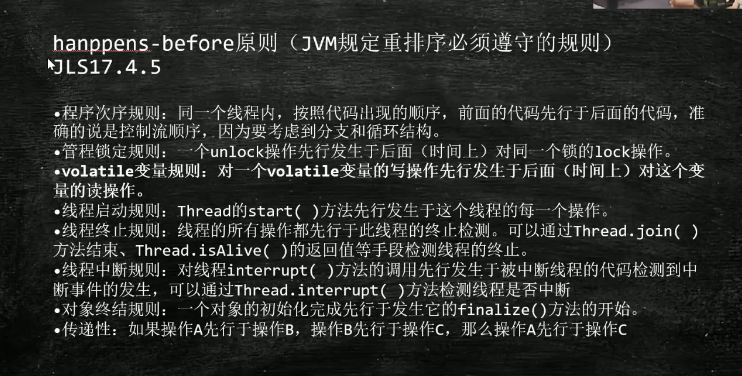 hanppens-before原则（JVM规定重排序必须遵守的规则）
JLS17.4.5
•程序次序规则：同一个线程内，按照代码出现的顺序，前面的代码先行于后面的代码，准
确的说是控制流顺序，因为要考虑到分支和循环结构。
•管程锁定规则：一个unlock操作先行发生于后面（时间上）对同一个锁的lock操作。
•volatile变量规则：对一个volatile变量的写操作先行发生于后面（时间上）对这个变
量的读操作。
•线程启动规则：Thread的start( )方法先行发生于这个线程的每一个操作。
•线程终止规则：线程的所有操作都先行于此线程的终止检测。可以通过Thread.join( )
方法结束、Thread.isAlive( )的返回值等手段检测线程的终止。
•线程中断规则：对线程interrupt( )方法的调用先行发生于被中断线程的代码检测到中
断事件的发生，可以通过Thread.interrupt( )方法检测线程是否中断
•对象终结规则：一个对象的初始化完成先行于发生它的finalize()方法的开始。
•传递性：如果操作A先行于操作B，操作B先行于操作C，那么操作A先行于操作C